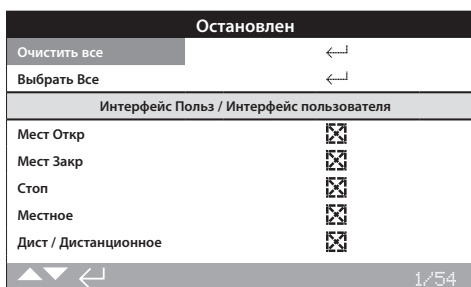 Остановлен
Очистить все
Выбрать Все
Интерфейс Польз / Интерфейс пользователя
Мест Откр
Мест Закр
Стоп
Местное
Дист / Дистанционное
1/54